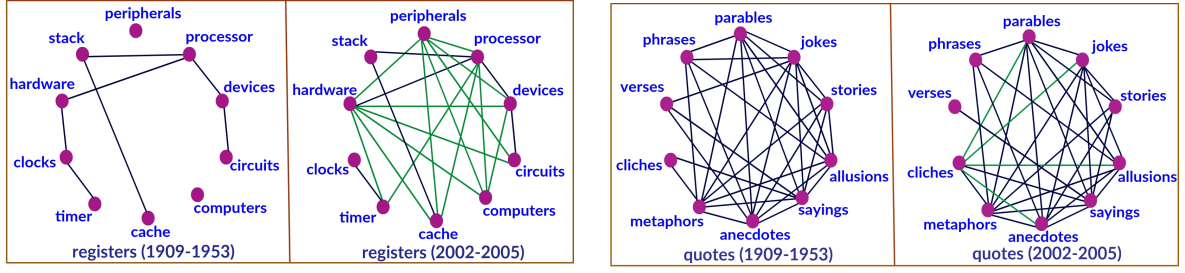 peripherals
stack
processor
hardware
devices
clocks
circuits
timer
computers
cache
registers (1909-1953)
peripherals
stack
processor
hardware
devices
clocks
circuits
timer
computers
cache
registers (2002-2005)
parables
phrases
jokes
verses
stories
cliches
allusions
metaphors
sayings
anecdotes
quotes (1909-1953)
parables
phrases
jokes
verses
stories
cliches
allusions
metaphors
sayings
anecdotes
quotes (2002-2005)